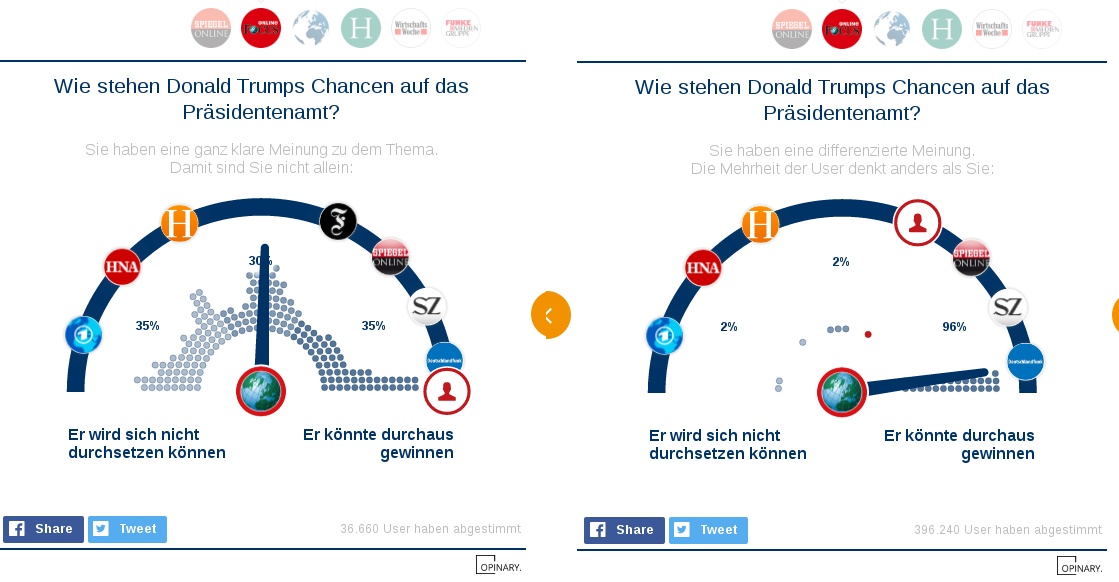 SPIEGEL ONLINE
ONLINE FOCUS
H
Wirtschafts Woche
FUNKE MEDIEN GRUPPE
Wie stehen Donald Trumps Chancen auf das
Präsidentenamt?
Sie haben eine ganz klare Meinung zu dem Thema.
Damit sind Sie nicht allein:
H
HNA
SPIEGEL ONLINE
SZ
Deutschlandfunk
30%
35%
35%
Er wird sich nicht
durchsetzen können
Er könnte durchaus
gewinnen
Share
Tweet
36.660 User haben abgestimmt
OPINARY.
SPIEGEL ONLINE
ONLINE FOCUS
H
Wirtschafts Woche
FUNKE MEDIEN GRUPPE
Wie stehen Donald Trumps Chancen auf das
Präsidentenamt?
Sie haben eine differenzierte Meinung.
Die Mehrheit der User denkt anders als Sie:
H
HNA
SPIEGEL ONLINE
SZ
Deutschlandfunk
2%
2%
96%
Er wird sich nicht
durchsetzen können
Er könnte durchaus
gewinnen
Share
Tweet
396.240 User haben abgestimmt
OPINARY.